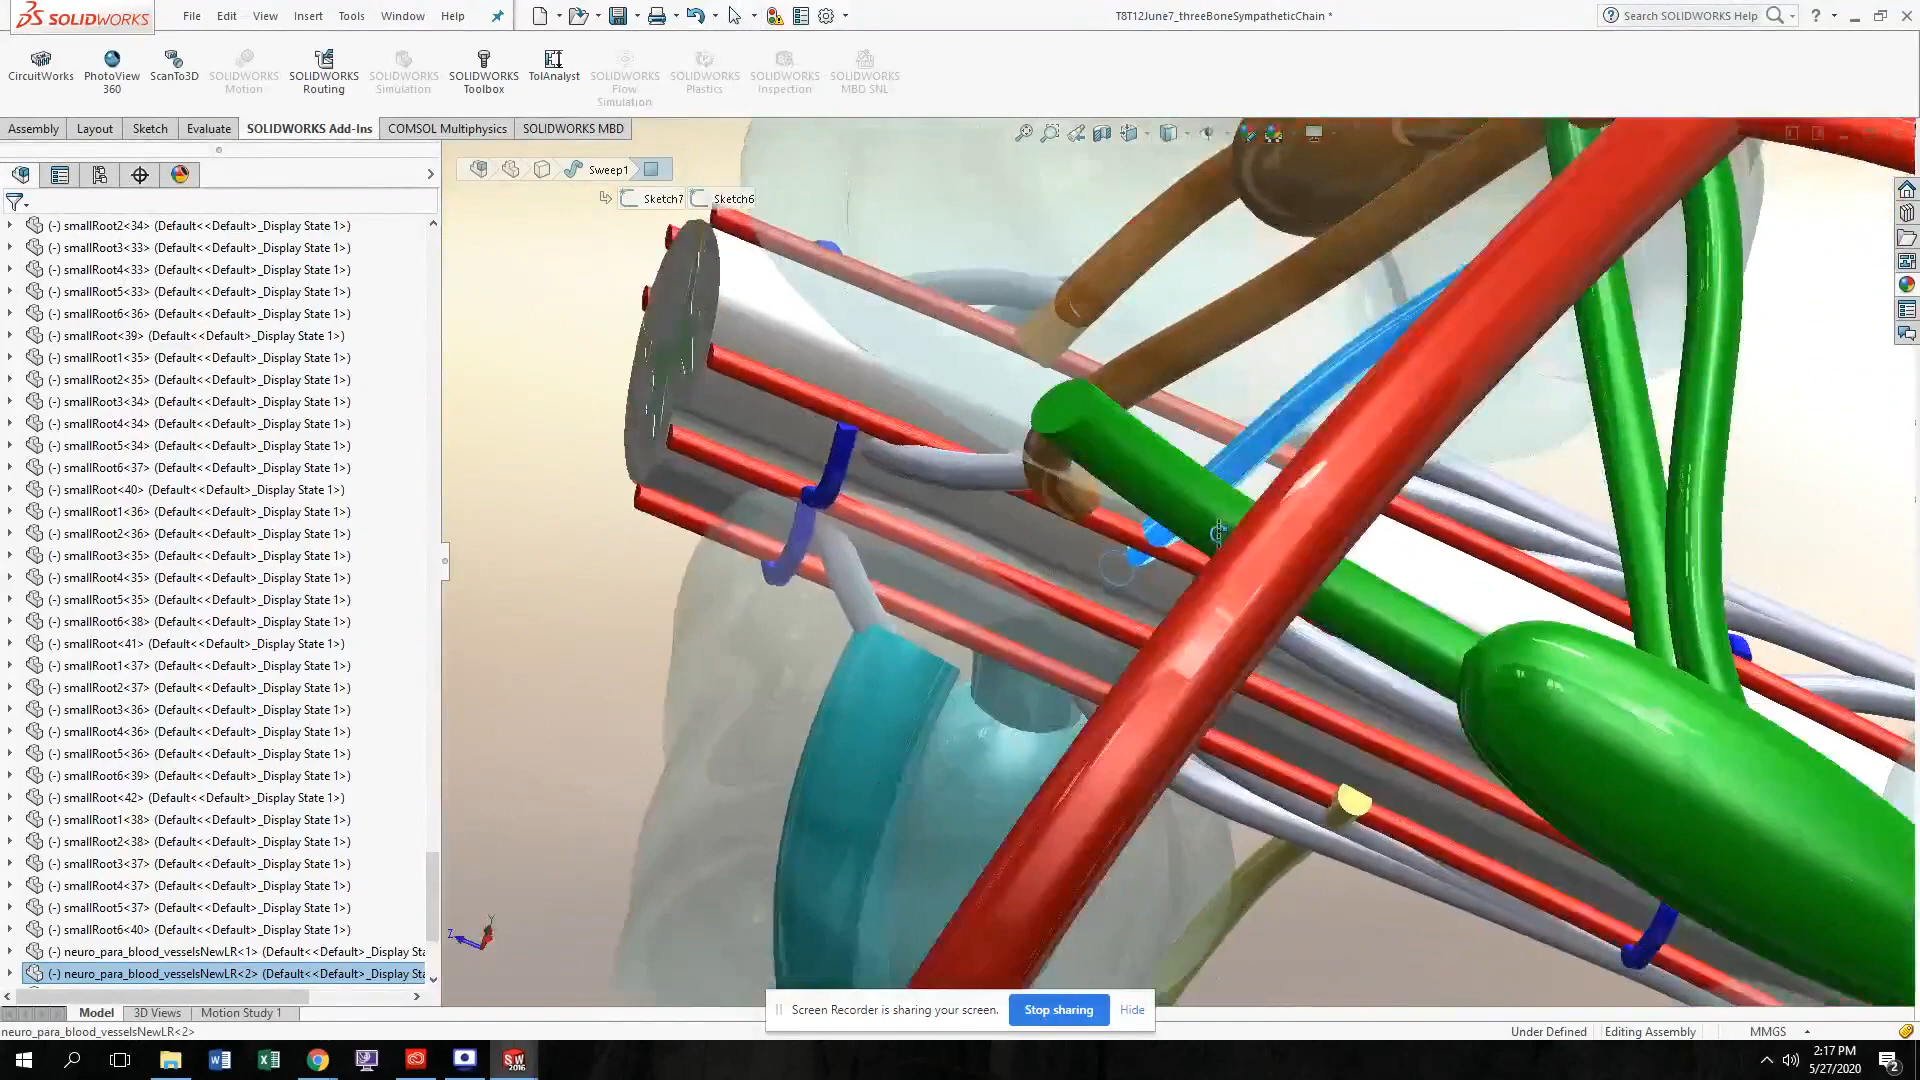 SOLIDWORKS
File Edit View Insert Tools Window Help
T8T12June7_threeBoneSympatheticChain *
Search SOLIDWORKS Help
CircuitWorks
PhotoView 360
ScanTo3D
SOLIDWORKS Motion
SOLIDWORKS Routing
SOLIDWORKS Simulation
SOLIDWORKS Toolbox
TolAnalyst
SOLIDWORKS Flow Simulation
SOLIDWORKS Plastics
SOLIDWORKS Inspection
SOLIDWORKS MBD SNL
Assembly Layout Sketch Evaluate SOLIDWORKS Add-Ins COMSOL Multiphysics SOLIDWORKS MBD
Sweep1
Sketch7 Sketch6
(-) smallRoot2<34> (Default<<Default>_Display State 1>)
(-) smallRoot3<33> (Default<<Default>_Display State 1>)
(-) smallRoot4<33> (Default<<Default>_Display State 1>)
(-) smallRoot5<33> (Default<<Default>_Display State 1>)
(-) smallRoot6<36> (Default<<Default>_Display State 1>)
(-) smallRoot<39> (Default<<Default>_Display State 1>)
(-) smallRoot1<35> (Default<<Default>_Display State 1>)
(-) smallRoot2<35> (Default<<Default>_Display State 1>)
(-) smallRoot3<34> (Default<<Default>_Display State 1>)
(-) smallRoot4<34> (Default<<Default>_Display State 1>)
(-) smallRoot5<34> (Default<<Default>_Display State 1>)
(-) smallRoot6<37> (Default<<Default>_Display State 1>)
(-) smallRoot<40> (Default<<Default>_Display State 1>)
(-) smallRoot1<36> (Default<<Default>_Display State 1>)
(-) smallRoot2<36> (Default<<Default>_Display State 1>)
(-) smallRoot3<35> (Default<<Default>_Display State 1>)
(-) smallRoot4<35> (Default<<Default>_Display State 1>)
(-) smallRoot5<35> (Default<<Default>_Display State 1>)
(-) smallRoot6<38> (Default<<Default>_Display State 1>)
(-) smallRoot<41> (Default<<Default>_Display State 1>)
(-) smallRoot1<37> (Default<<Default>_Display State 1>)
(-) smallRoot2<37> (Default<<Default>_Display State 1>)
(-) smallRoot3<36> (Default<<Default>_Display State 1>)
(-) smallRoot4<36> (Default<<Default>_Display State 1>)
(-) smallRoot5<36> (Default<<Default>_Display State 1>)
(-) smallRoot6<39> (Default<<Default>_Display State 1>)
(-) smallRoot<42> (Default<<Default>_Display State 1>)
(-) smallRoot1<38> (Default<<Default>_Display State 1>)
(-) smallRoot2<38> (Default<<Default>_Display State 1>)
(-) smallRoot3<37> (Default<<Default>_Display State 1>)
(-) smallRoot4<37> (Default<<Default>_Display State 1>)
(-) smallRoot5<37> (Default<<Default>_Display State 1>)
(-) smallRoot6<40> (Default<<Default>_Display State 1>)
(-) neuro_para_blood_vesselsNewLR<1> (Default<<Default>_Display Sta
(-) neuro_para_blood_vesselsNewLR<2> (Default<<Default>_Display Sta
Y
Z
Model 3D Views Motion Study 1
Screen Recorder is sharing your screen. Stop sharing Hide
neuro_para_blood_vesselsNewLR<2>
Under Defined Editing Assembly MMGS
SW 2016
2:17 PM
5/27/2020
2